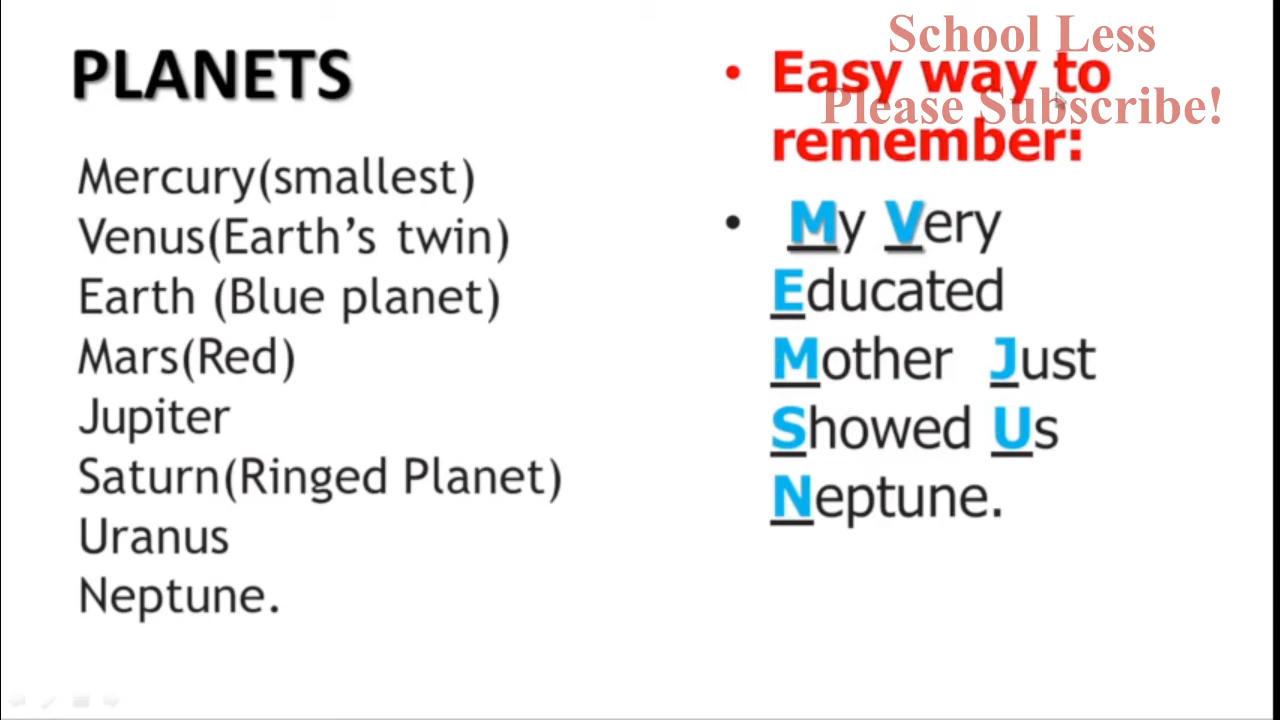 PLANETS
Mercury(smallest)
Venus(Earth’s twin)
Earth (Blue planet)
Mars(Red)
Jupiter
Saturn(Ringed Planet)
Uranus
Neptune.
School Less
Please Subscribe!
• Easy way to
remember:
• My Very
Educated
Mother Just
Showed Us
Neptune.